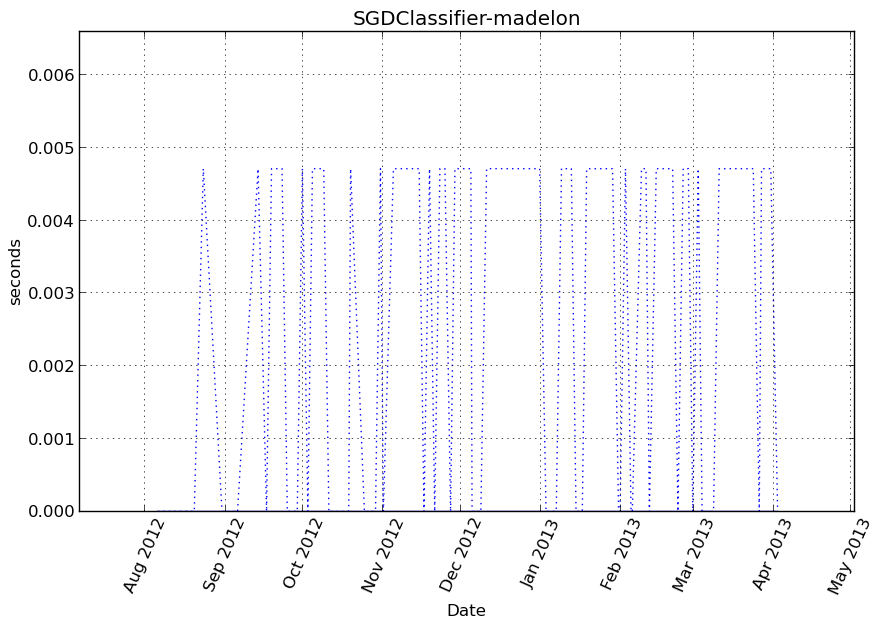 SGDClassifier-madelon
0.006
0.005
0.004
0.003
0.002
0.001
0.000
seconds
Aug 2012
Sep 2012
Oct 2012
Nov 2012
Dec 2012
Jan 2013
Feb 2013
Mar 2013
Apr 2013
May 2013
Date